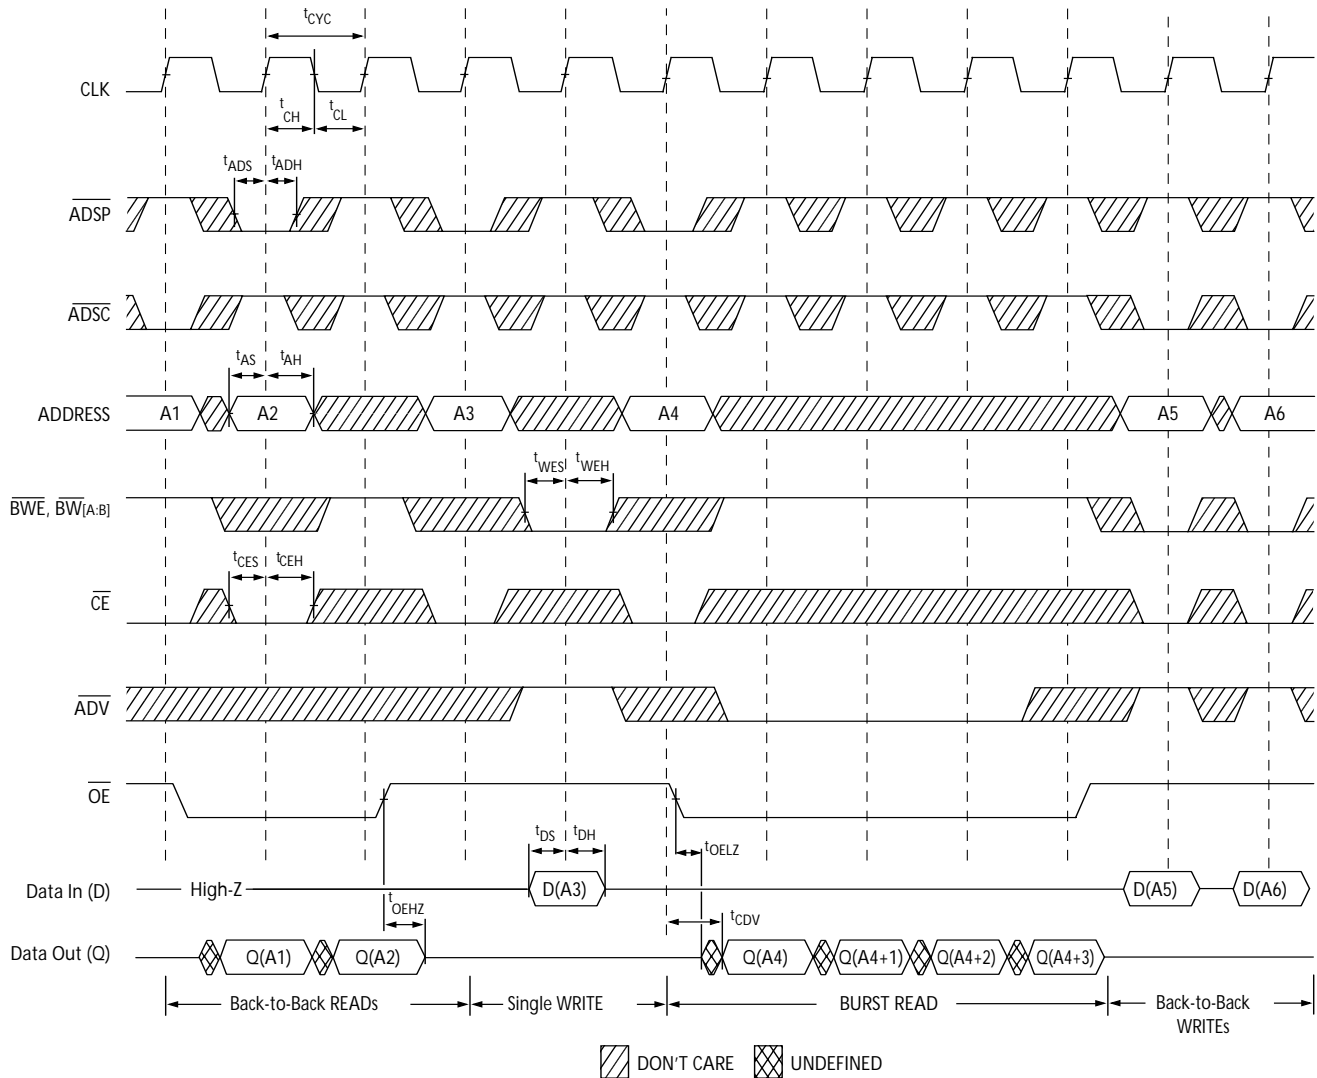 tCYC
CLK
tCH
tCL
tADS
tADH
ADSP
ADSC
tAS
tAH
ADDRESS
A1
A2
A3
A4
A5
A6
tWES
tWEH
BWE, BW[A:B]
tCES
tCEH
CE
ADV
OE
tDS
tDH
tOELZ
Data In (D)
High-Z
D(A3)
D(A5)
D(A6)
tOEHZ
tCDV
Data Out (Q)
Q(A1)
Q(A2)
Q(A4)
Q(A4+1)
Q(A4+2)
Q(A4+3)
Back-to-Back READs
Single WRITE
BURST READ
Back-to-Back
WRITEs
DON'T CARE
UNDEFINED